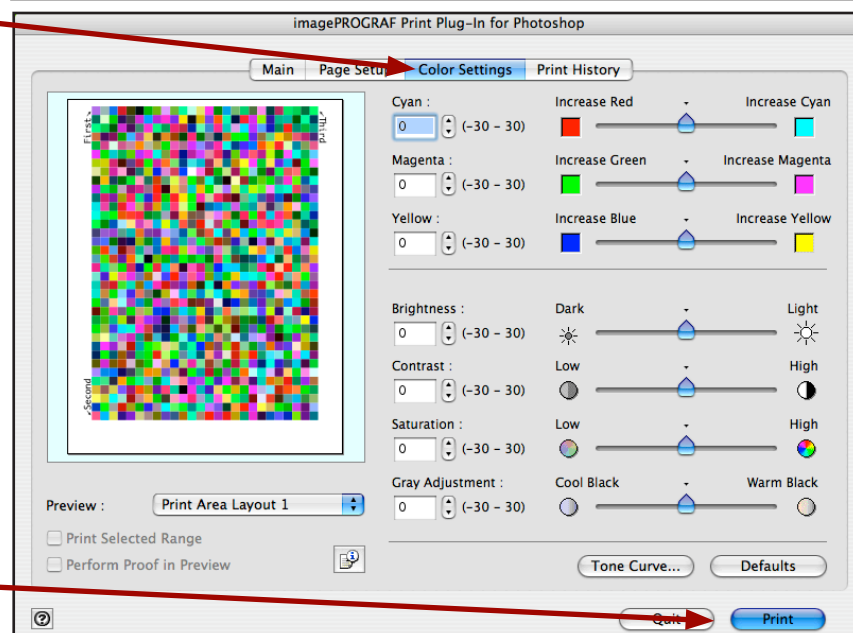 imagePROGRAF Print Plug-In for Photoshop
Main Page Setup Color Settings Print History
First
Third
Second
Cyan : Increase Red Increase Cyan
0 (-30 – 30)
Magenta : Increase Green Increase Magenta
0 (-30 – 30)
Yellow : Increase Blue Increase Yellow
0 (-30 – 30)
Brightness : Dark Light
0 (-30 – 30)
Contrast : Low High
0 (-30 – 30)
Saturation : Low High
0 (-30 – 30)
Gray Adjustment : Cool Black Warm Black
0 (-30 – 30)
Preview : Print Area Layout 1
Print Selected Range
Perform Proof in Preview
Tone Curve... Defaults
? Quit Print